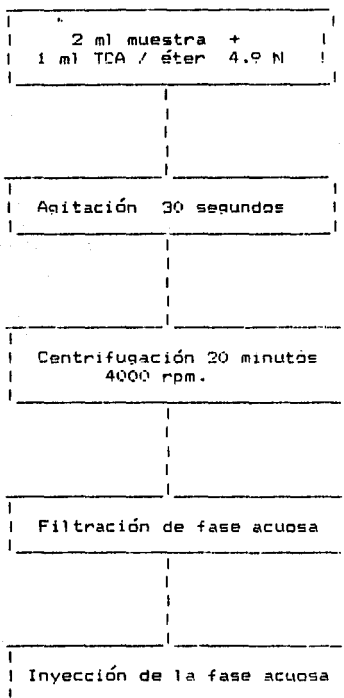 2 ml muestra +
1 ml TCA / éter 4.9 N
Agitación 30 segundos
Centrifugación 20 minutos
4000 rpm.
Filtración de fase acuosa
Inyección de la fase acuosa